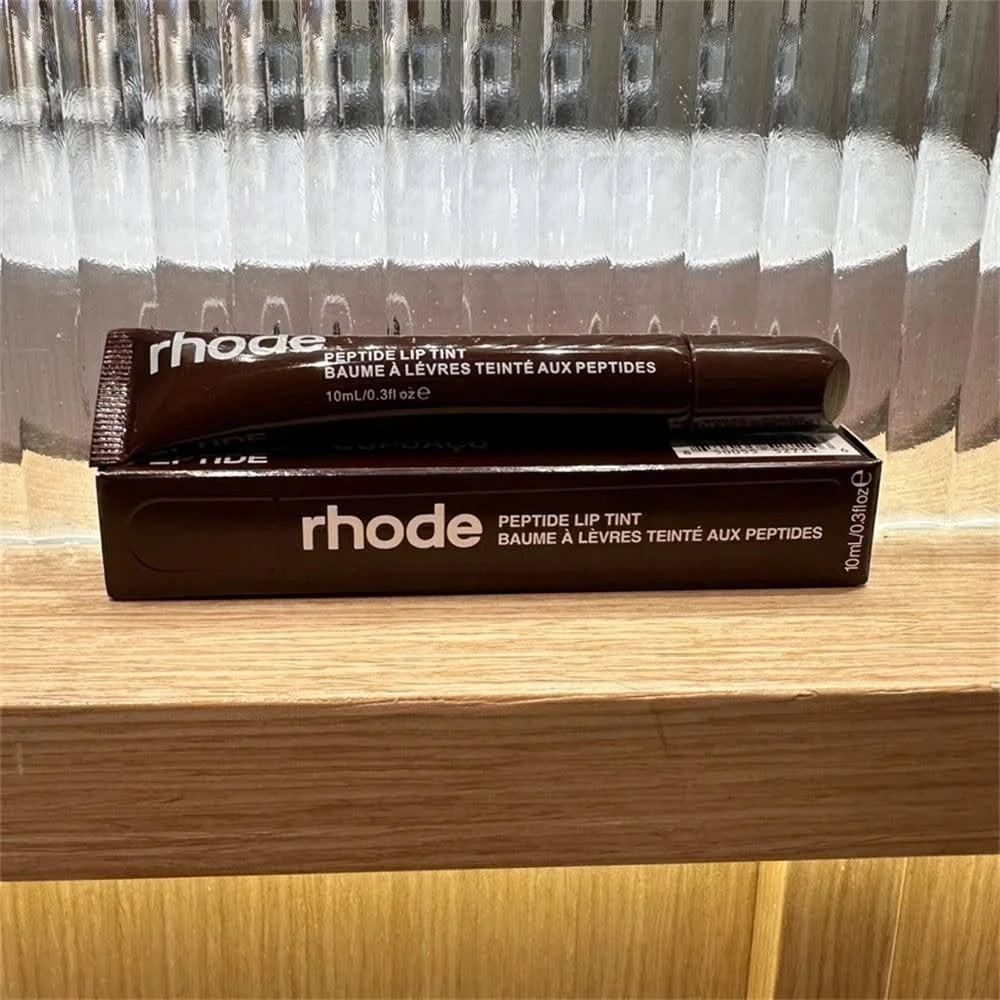 rhode
PEPTIDE LIP TINT
BAUME À LÉVRES TEINTÉ AUX PEPTIDES
10mL/0.3fl oz℮
rhode
PEPTIDE LIP TINT
BAUME À LÈVRES TEINTÉ AUX PEPTIDES
10mL/0.3fl oz℮